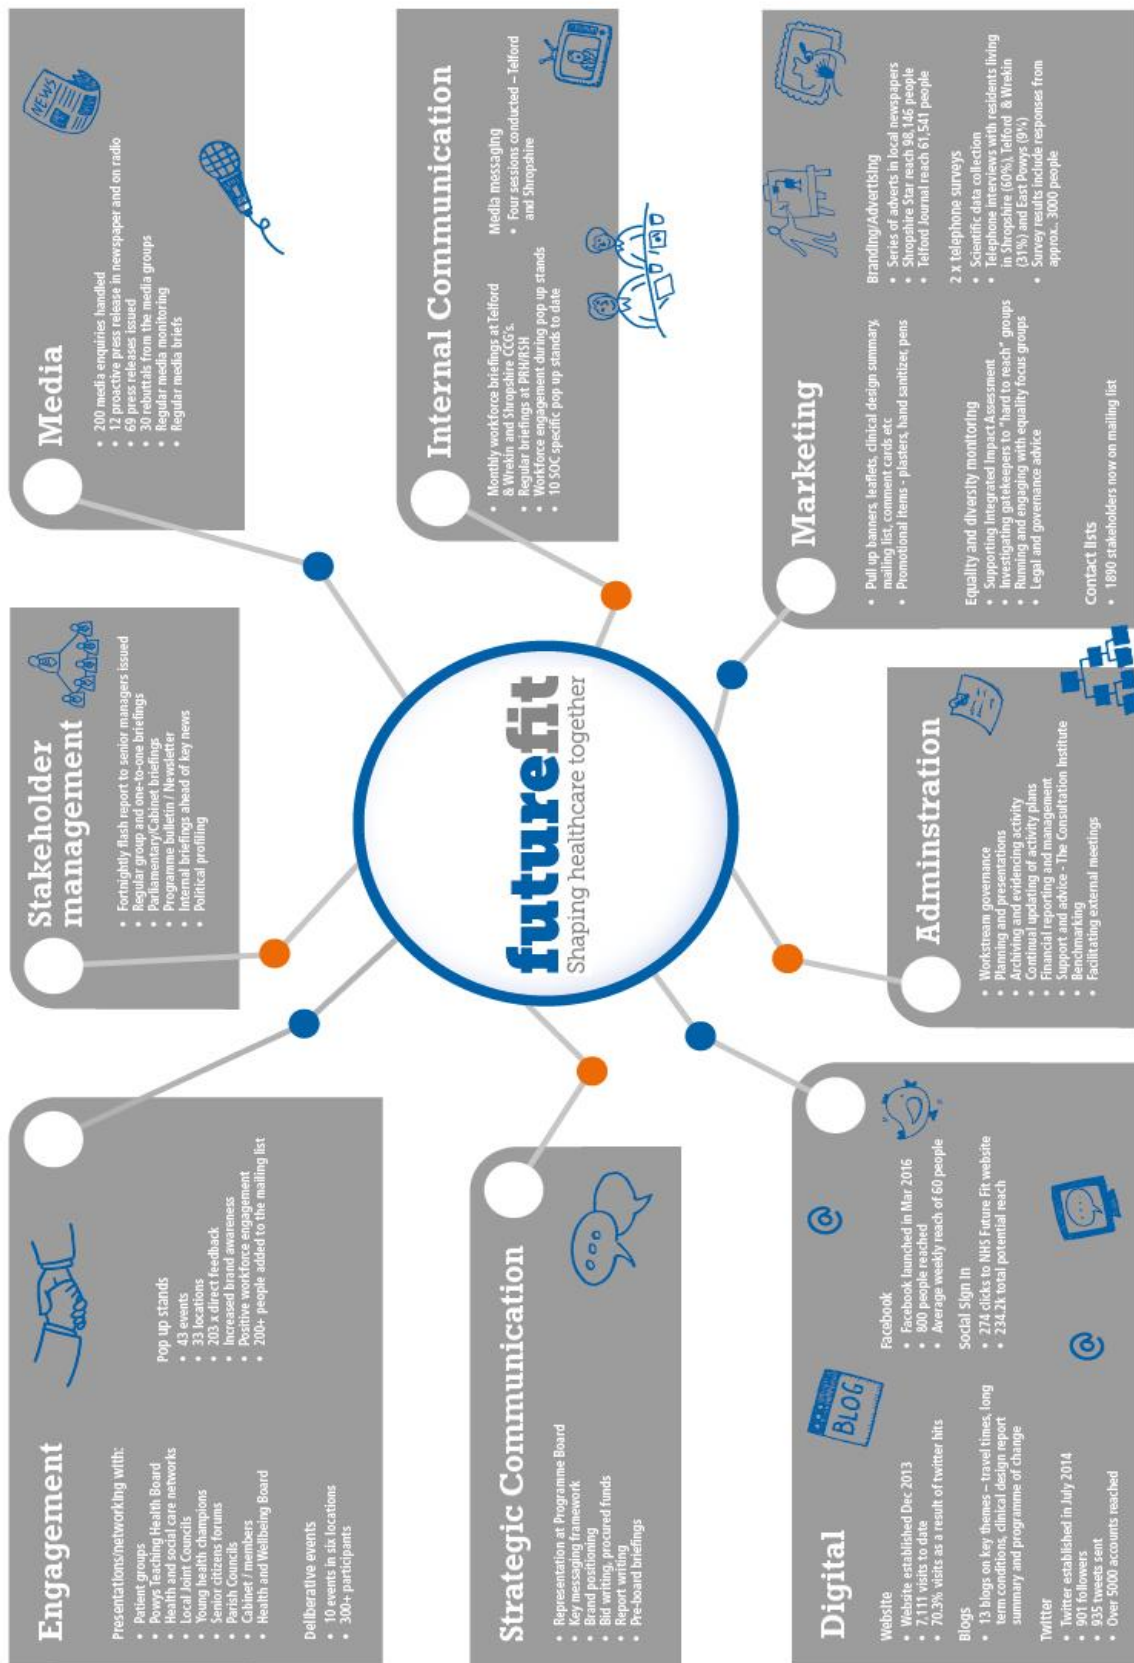 Engagement
Presentations/networking with:
• Patient groups
• Powys Teaching Health Board
• Health and social care networks
• Local Joint Councils
• Young health champions
• Senior citizens forums
• Parish Councils
• Cabinet / members
• Health and Wellbeing Board
Deliberative events
• 10 events in six locations
• 300+ participants
Pop up stands
• 43 events
• 33 locations
• 203 x direct feedback
• Increased brand awareness
• Positive workforce engagement
• 200+ people added to the mailing list
Stakeholder
management
• Fortnightly flash report to senior managers issued
• Regular group and one-to-one briefings
• Parliamentary/Cabinet briefings
• Programme bulletin / Newsletter
• Internal briefings ahead of key news
• Political profiling
Media
• 200 media enquiries handled
• 12 proactive press release in newspaper and on radio
• 69 press releases issued
• 30 rebuttals from the media groups
• Regular media monitoring
• Regular media briefs
NEWS
Strategic Communication
• Representation at Programme Board
• Key messaging framework
• Brand positioning
• Bid writing, procured funds
• Report writing
• Pre-board briefings
futurefit
Shaping healthcare together
Internal Communication
• Monthly workforce briefings at Telford
& Wrekin and Shropshire CCG's.
• Regular briefings at PRH/RSH
• Workforce engagement during pop up stands
• 10 SOC specific pop up stands to date
Media messaging
• Four sessions conducted – Telford
and Shropshire
Digital
Website
• Website established Dec 2013
• 7,111 visits to date
• 70.3% visits as a result of twitter hits
Blogs
• 13 blogs on key themes – travel times, long
term conditions, clinical design report
summary and programme of change
Twitter
• Twitter established in July 2014
• 901 followers
• 935 tweets sent
• Over 5000 accounts reached
BLOG
Facebook
• Facebook launched in Mar 2016
• 800 people reached
• Average weekly reach of 60 people
Social Sign In
• 274 clicks to NHS Future Fit website
• 234.2k total potential reach
@
@
Adminstration
• Workstream governance
• Planning and presentations
• Archiving and evidencing activity
• Continual updating of activity plans
• Financial reporting and management
• Support and advice - The Consultation Institute
• Benchmarking
• Facilitating external meetings
Marketing
• Pull up banners, leaflets, clinical design summary,
mailing list, comment cards etc
• Promotional items - plasters, hand sanitizer, pens
Equality and diversity monitoring
• Supporting Integrated Impact Assessment
• Investigating gatekeepers to "hard to reach" groups
• Running and engaging with equality focus groups
• Legal and governance advice
Contact lists
• 1890 stakeholders now on mailing list
Branding/Advertising
• Series of adverts in local newspapers
• Shropshire Star reach 98,146 people
• Telford Journal reach 61,541 people
2 x telephone surveys
• Scientific data collection
• Telephone interviews with residents living
in Shropshire (60%), Telford & Wrekin
(31%) and East Powys (9%)
• Survey results include responses from
approx.. 3000 people